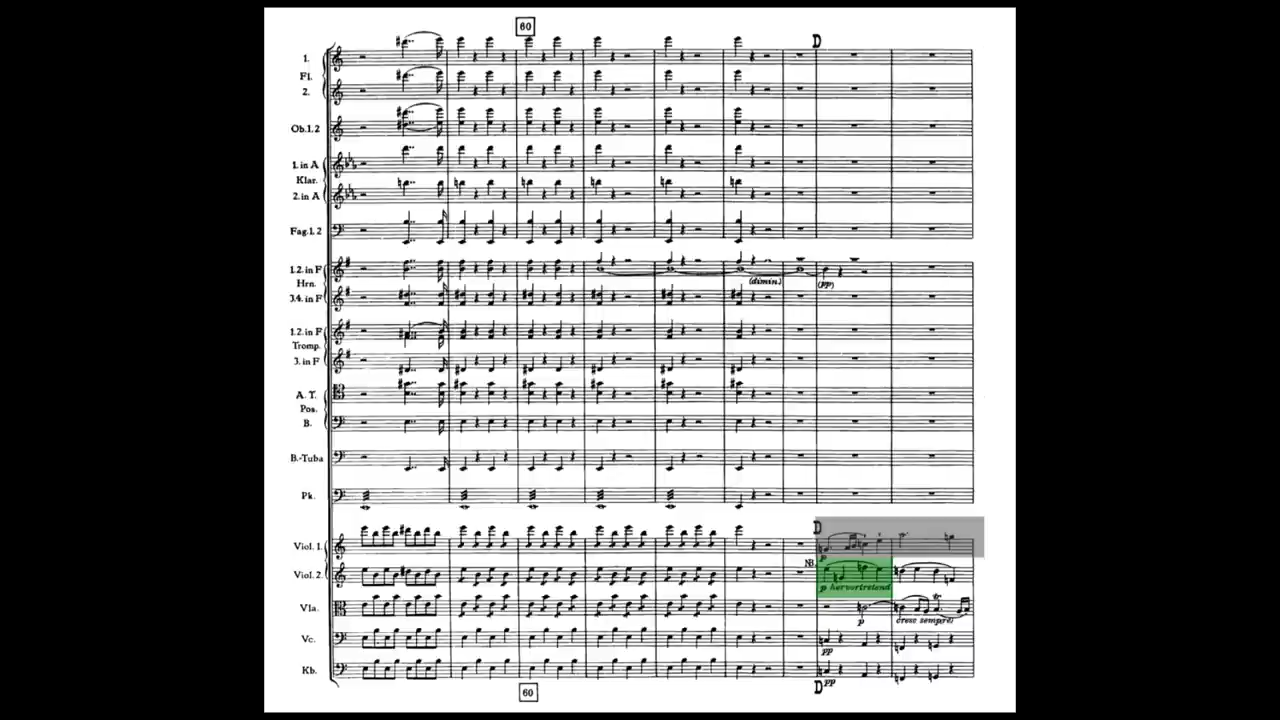 60
D
1.
Fl.
2.
Ob.1.2
1. in A
Klar.
2. in A
Fag.1.2
1.2. in F
Hrn.
(dimin.)
(pp)
3.4. in F
1.2. in F
Tromp.
3. in F
A. T.
Pos.
B.
B.-Tuba
Pk.
D
Viol. 1.
p
NB.
Viol. 2.
p hervortretend
Vla.
p
cresc sempre
Vc.
pp
Kb.
D pp
60